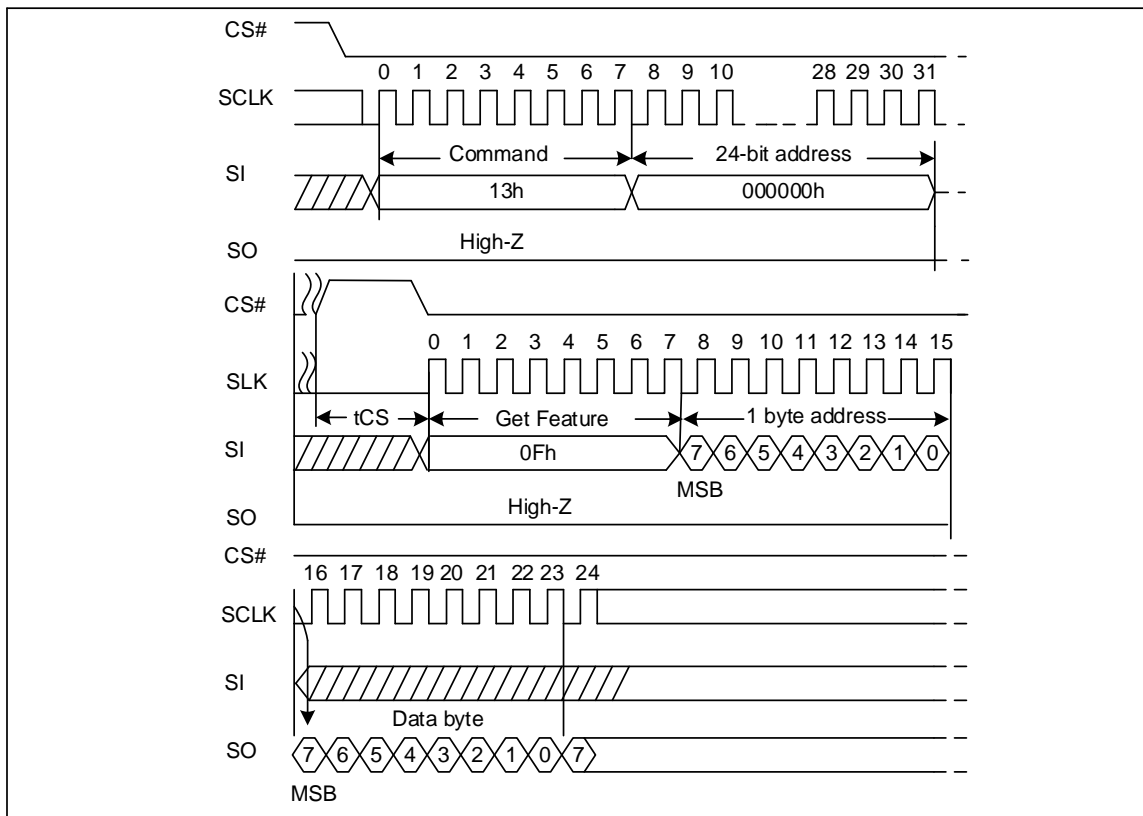 CS#
0 1 2 3 4 5 6 7 8 9 10 28 29 30 31
SCLK
Command 24-bit address
SI
13h 000000h
High-Z
SO
CS#
0 1 2 3 4 5 6 7 8 9 10 11 12 13 14 15
SLK
tCS Get Feature 1 byte address
SI
0Fh 7 6 5 4 3 2 1 0
MSB
High-Z
SO
CS#
16 17 18 19 20 21 22 23 24
SCLK
SI
Data byte
SO 7 6 5 4 3 2 1 0 7
MSB